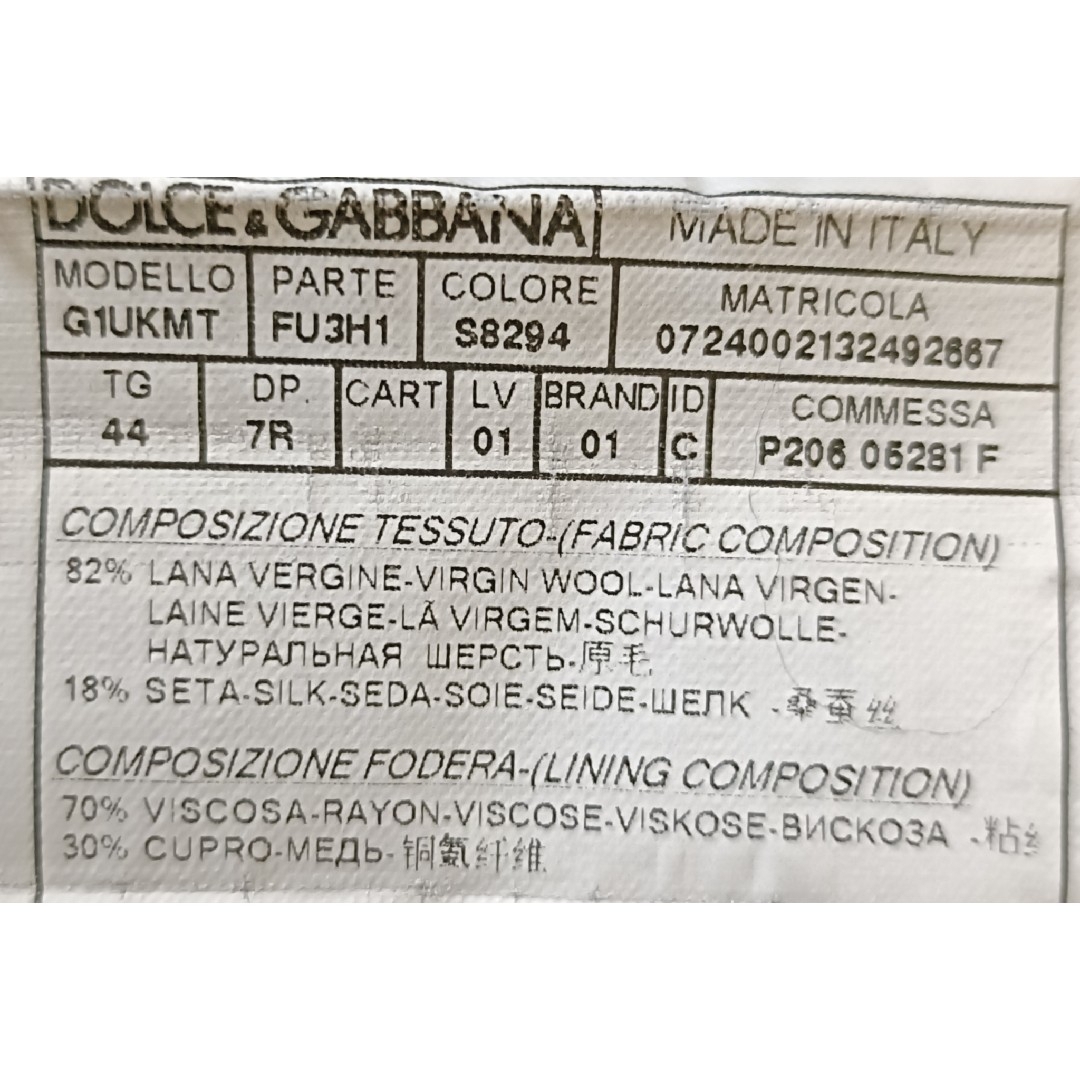 DOLCE & GABBANA MADE IN ITALY
MODELLO PARTE COLORE MATRICOLA
G1UKMT FU3H1 S8294 0724002132492667
TG DP. CART LV BRAND ID COMMESSA
44 7R 01 01 C P206 05281 F
COMPOSIZIONE TESSUTO-(FABRIC COMPOSITION)
82% LANA VERGINE-VIRGIN WOOL-LANA VIRGEN-
LAINE VIERGE-LÃ VIRGEM-SCHURWOLLE-
НАТУРАЛЬНАЯ ШЕРСТЬ-原毛
18% SETA-SILK-SEDA-SOIE-SEIDE-ШЕЛК -桑蚕丝
COMPOSIZIONE FODERA-(LINING COMPOSITION)
70% VISCOSA-RAYON-VISCOSE-VISKOSE-ВИСКОЗА -粘
30% CUPRO-МЕДЬ-铜氨纤维